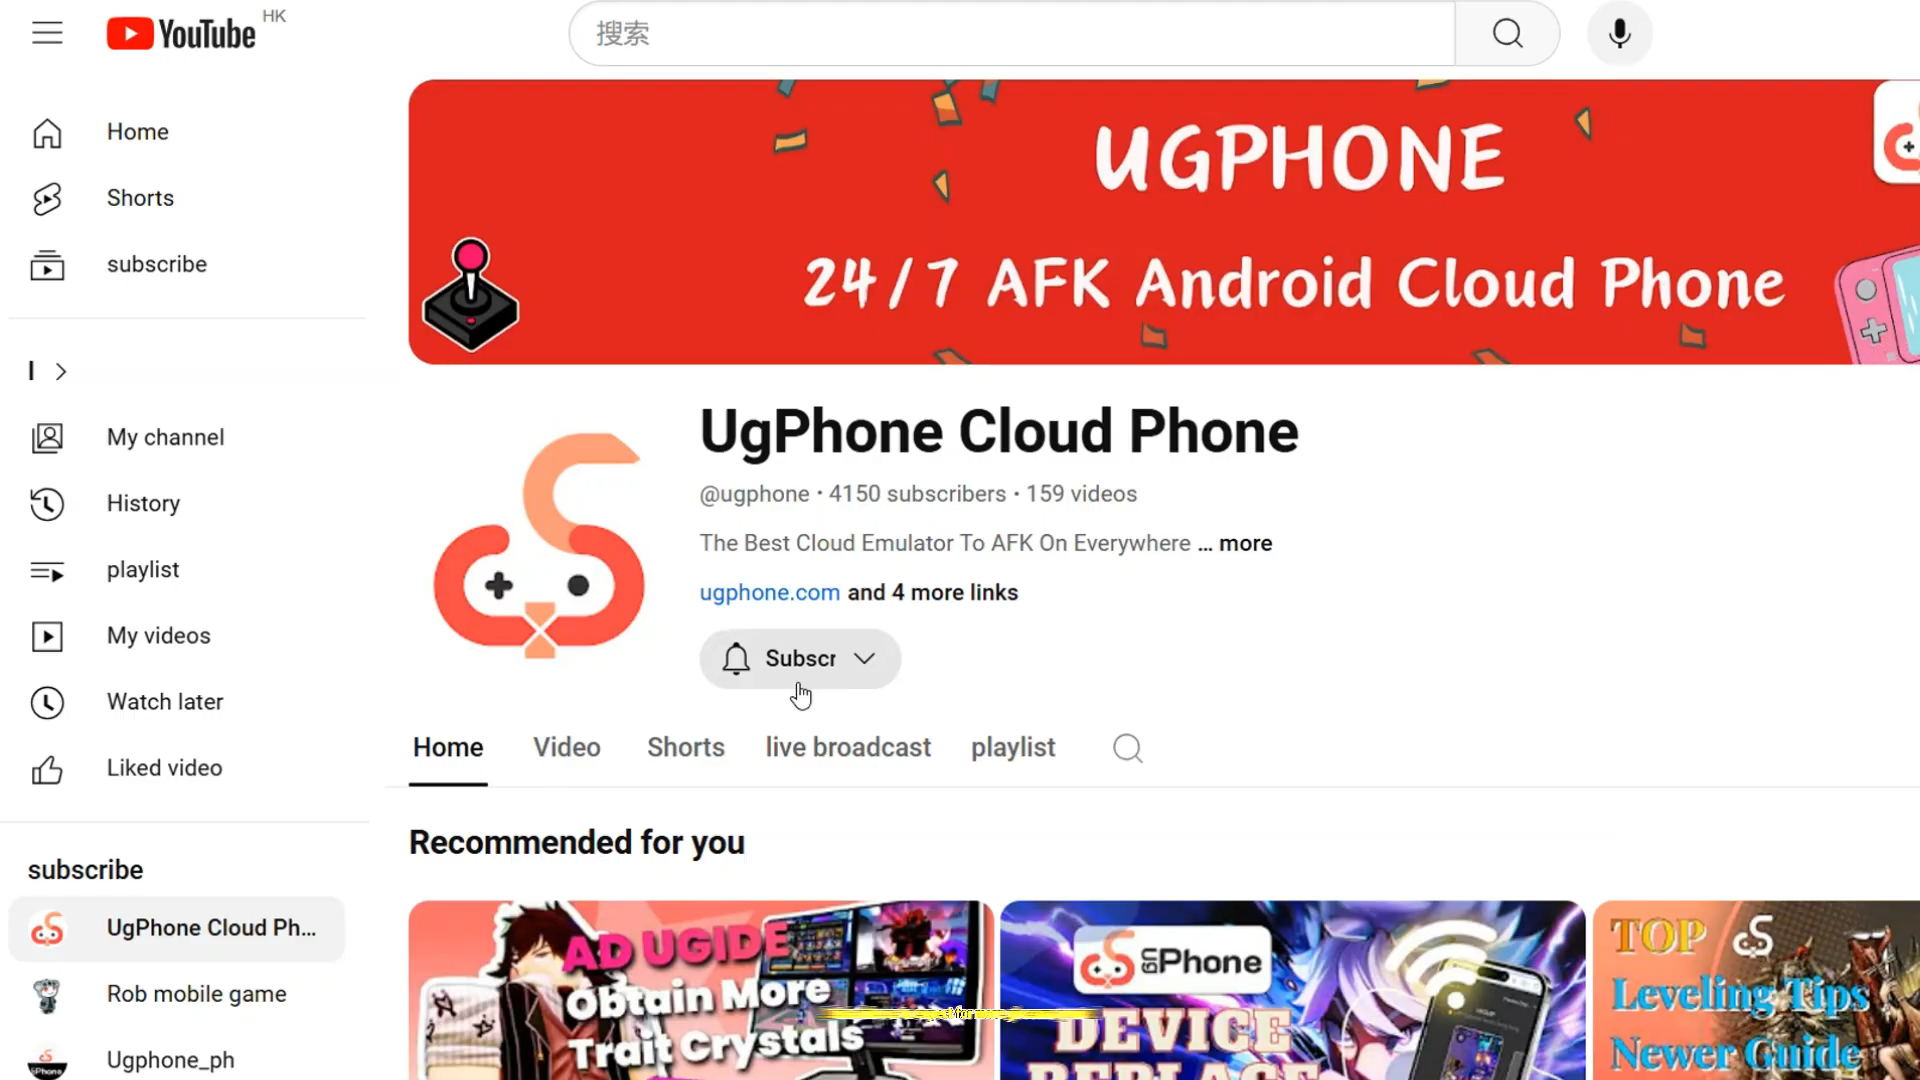 YouTube HK
搜索
Home
Shorts
subscribe
My channel
History
playlist
My videos
Watch later
Liked video
subscribe
UgPhone Cloud Ph...
Rob mobile game
Ugphone_ph
UGPHONE
24/7 AFK Android Cloud Phone
UgPhone Cloud Phone
@ugphone • 4150 subscribers • 159 videos
The Best Cloud Emulator To AFK On Everywhere ... more
ugphone.com and 4 more links
Subscr
Home Video Shorts live broadcast playlist
Recommended for you
AD UGIDE
Obtain More
Trait Crystals
UgPhone
DEVICE
REPLACE
TOP
Leveling Tips
Newer Guide